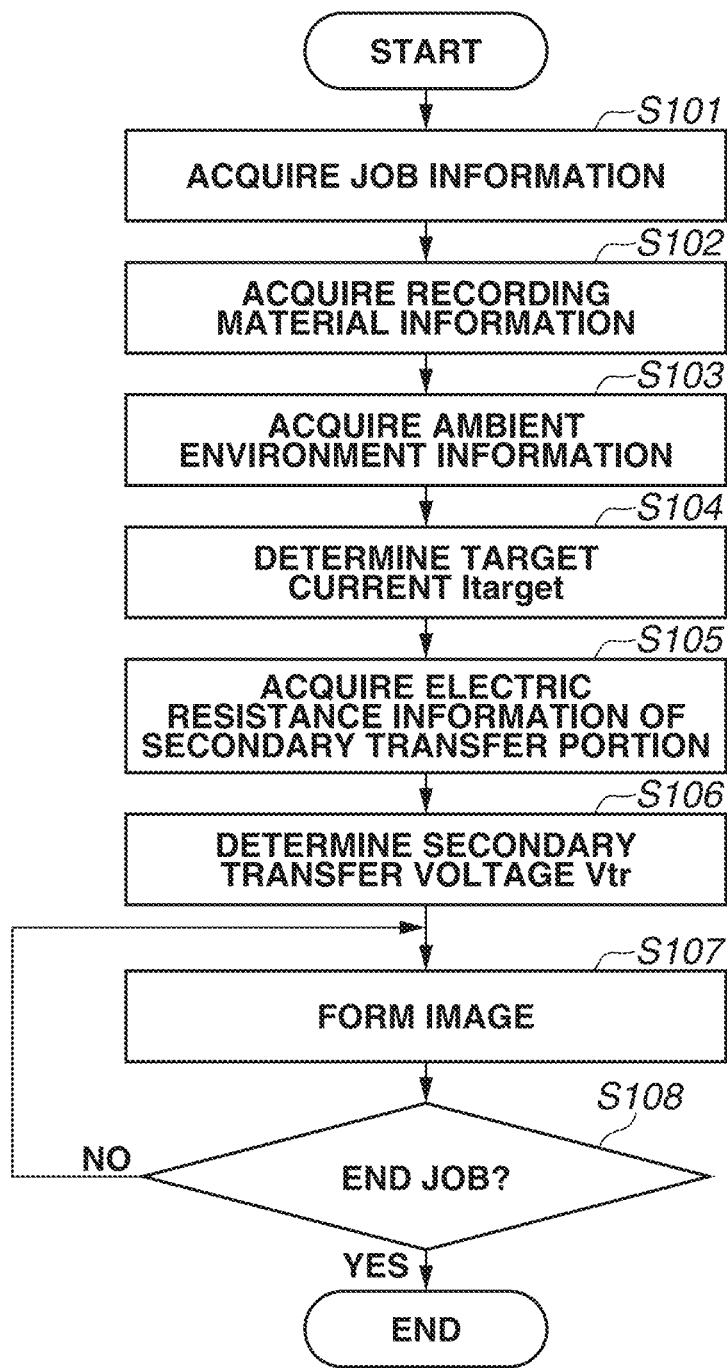 START
S101
ACQUIRE JOB INFORMATION
S102
ACQUIRE RECORDING
MATERIAL INFORMATION
S103
ACQUIRE AMBIENT
ENVIRONMENT INFORMATION
S104
DETERMINE TARGET
CURRENT Itarget
S105
ACQUIRE ELECTRIC
RESISTANCE INFORMATION OF
SECONDARY TRANSFER PORTION
S106
DETERMINE SECONDARY
TRANSFER VOLTAGE Vtr
S107
FORM IMAGE
S108
END JOB?
NO
YES
END